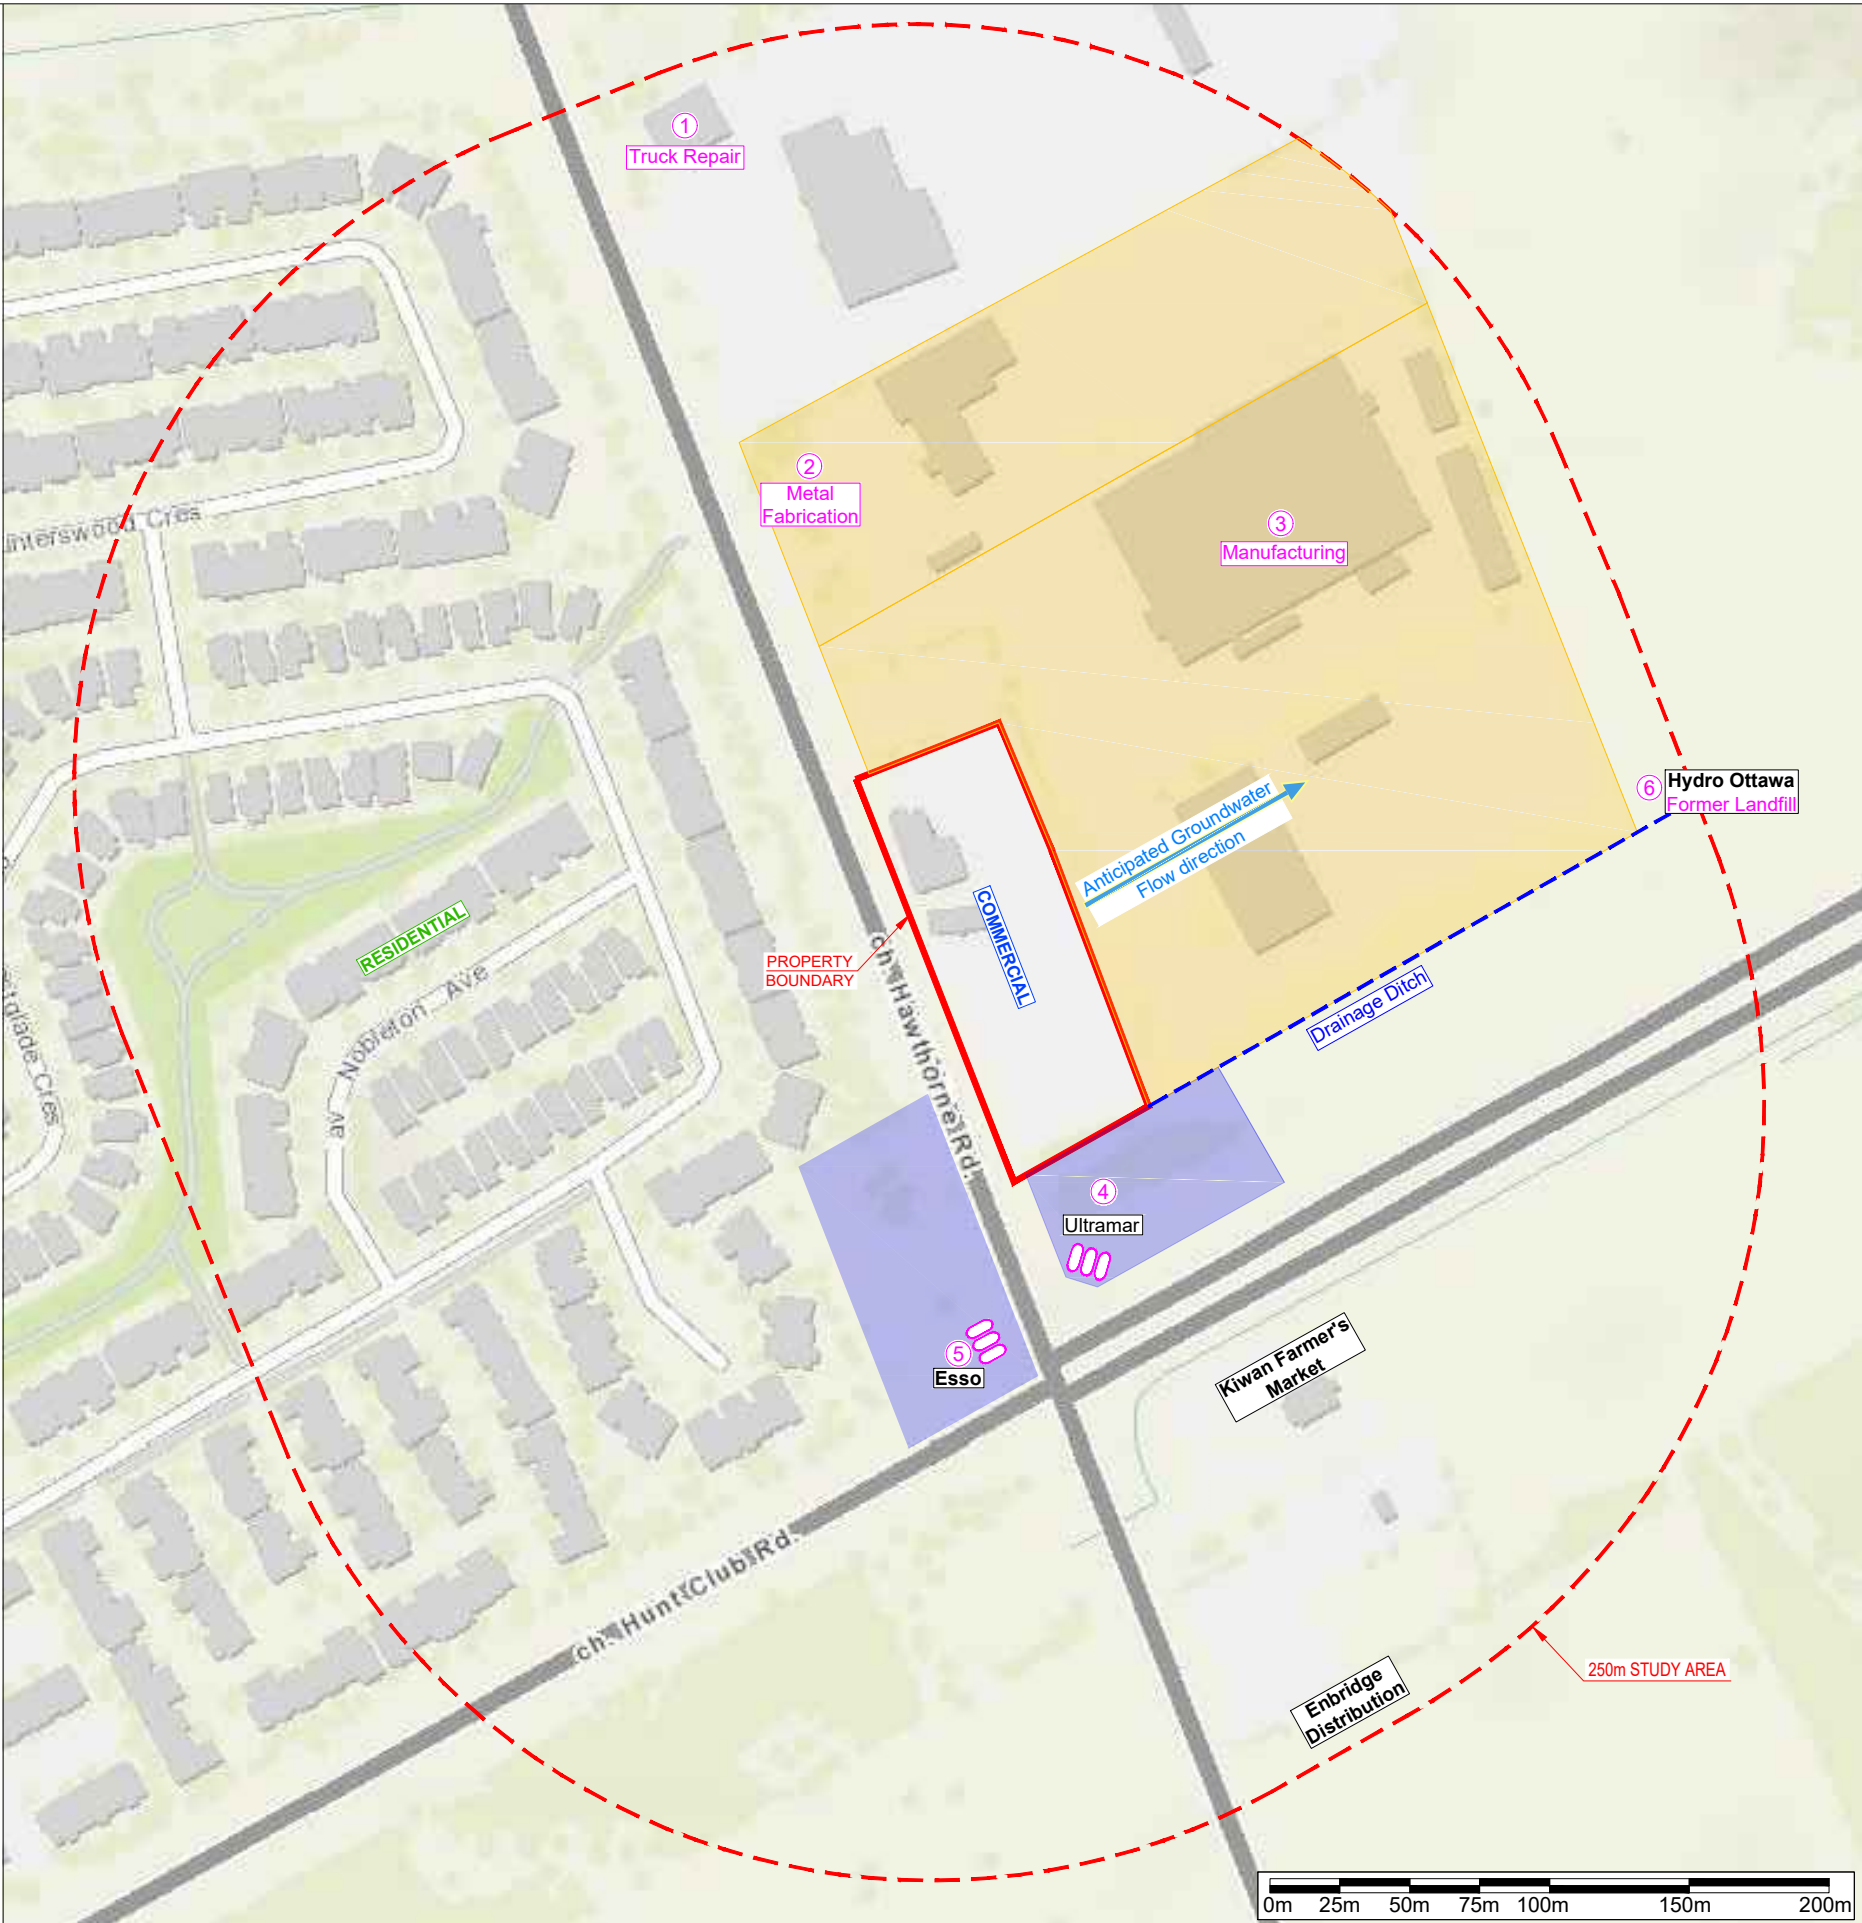 1
Truck Repair
2
Metal
Fabrication
3
Manufacturing
interswood Cres
6
Hydro Ottawa
Former Landfill
Anticipated Groundwater
Flow direction
COMMERCIAL
RESIDENTIAL
PROPERTY
BOUNDARY
Nobleton Ave
Drainage Ditch
ch. Hawthorne Rd.
4
Ultramar
5
Esso
Kiwan Farmer's
Market
ch. Hunt Club Rd.
Enbridge
Distribution
250m STUDY AREA
0m 25m 50m 75m 100m 150m 200m